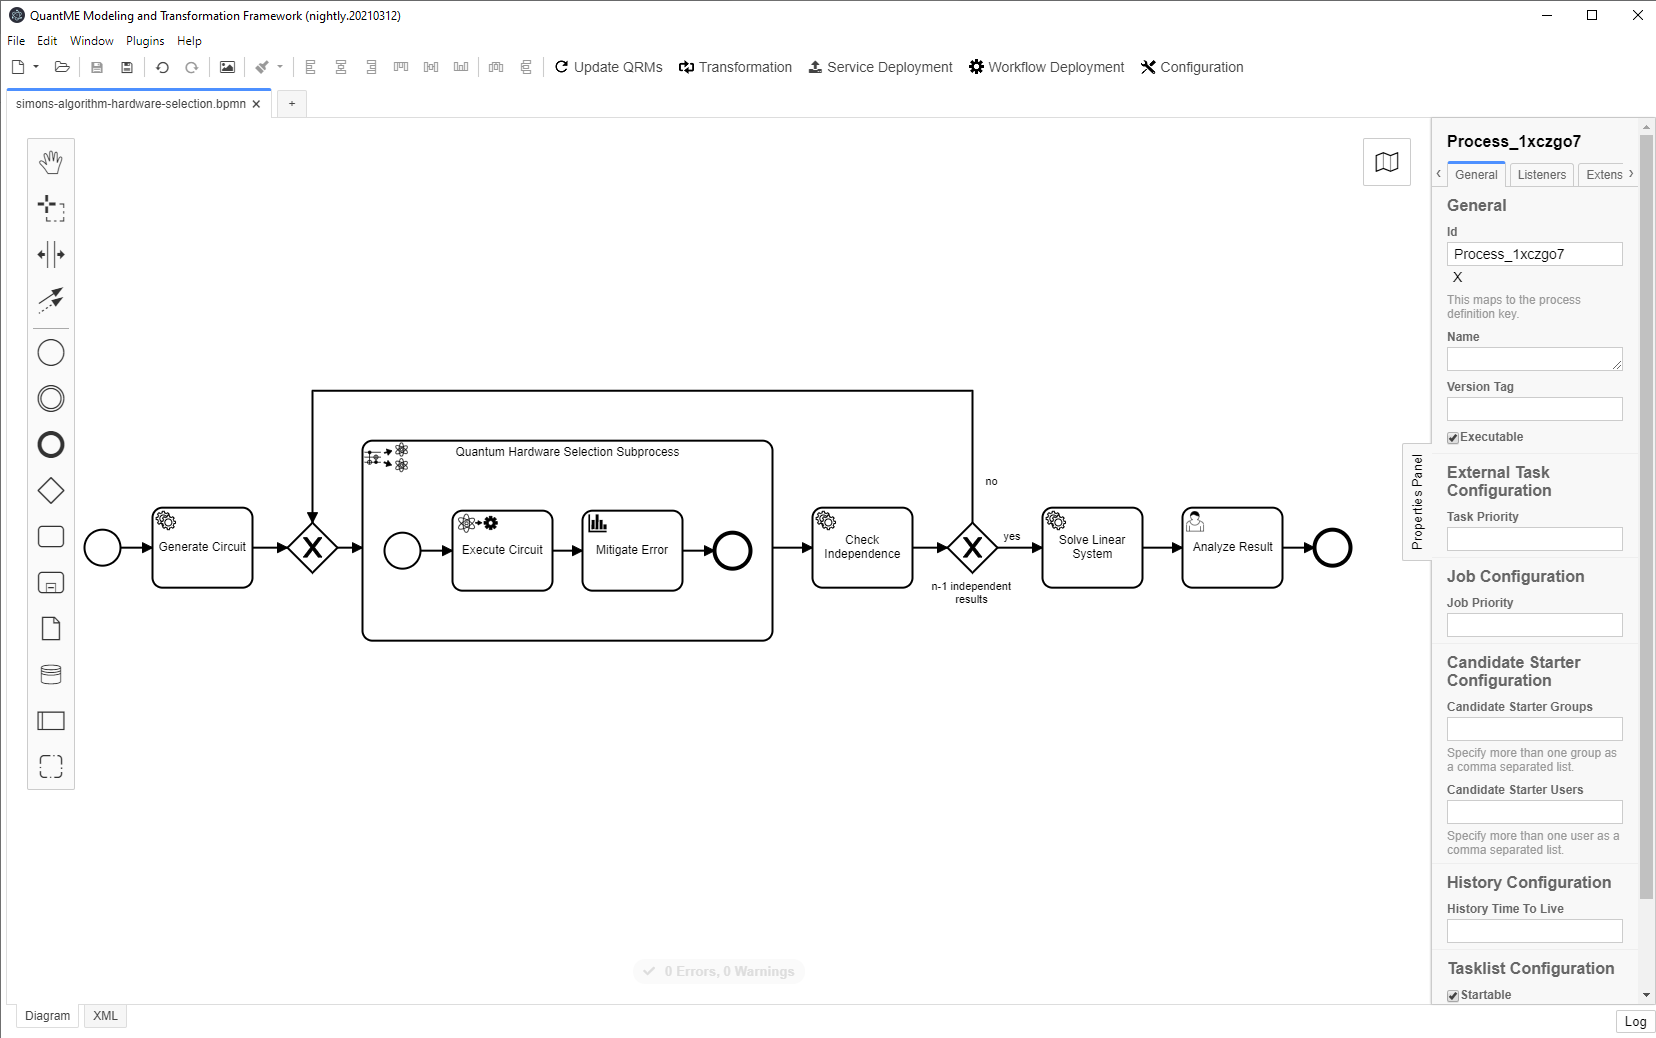 QuantME Modeling and Transformation Framework (nightly.20210312)
File Edit Window Plugins Help
Update QRMs Transformation Service Deployment Workflow Deployment Configuration
simons-algorithm-hardware-selection.bpmn
+
Generate Circuit
Quantum Hardware Selection Subprocess
Execute Circuit
Mitigate Error
Check
Independence
no
yes
n-1 independent
results
Solve Linear
System
Analyze Result
0 Errors, 0 Warnings
Properties Panel
Process_1xczgo7
General Listeners Extens
General
Id
Process_1xczgo7
X
This maps to the process
definition key.
Name
Version Tag
Executable
External Task
Configuration
Task Priority
Job Configuration
Job Priority
Candidate Starter
Configuration
Candidate Starter Groups
Specify more than one group as
a comma separated list.
Candidate Starter Users
Specify more than one user as a
comma separated list.
History Configuration
History Time To Live
Tasklist Configuration
Startable
Diagram XML
Log